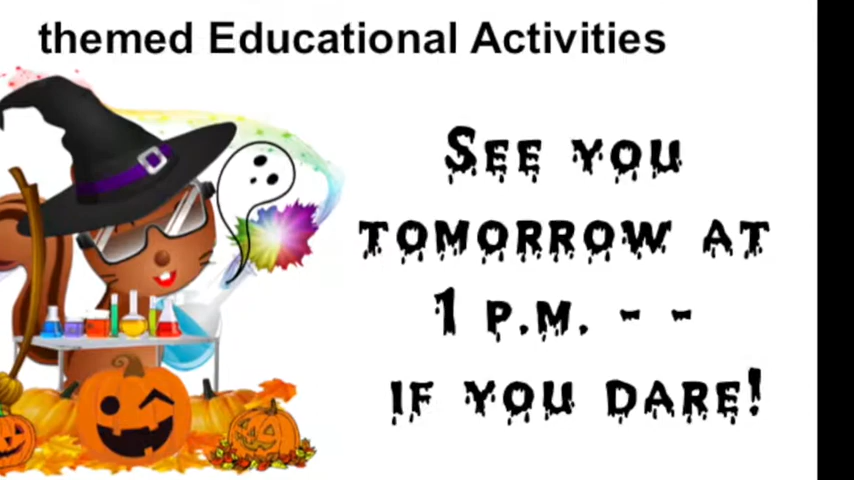 themed Educational Activities
See you
tomorrow at
1 p.m. - -
if you dare!